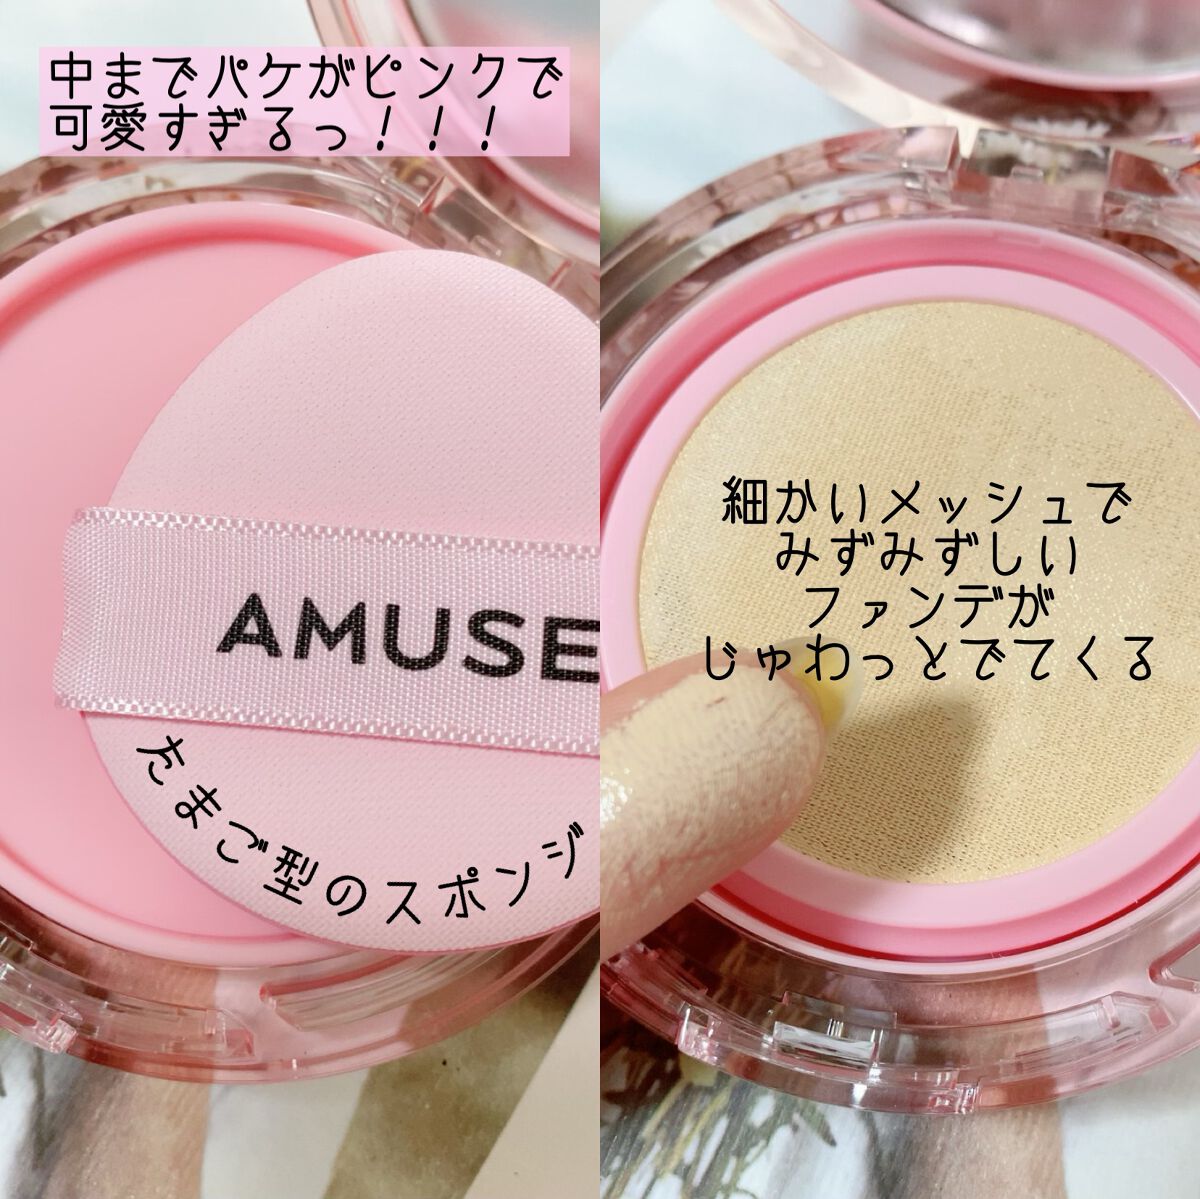 中までパケがピンクで
可愛すぎるっ！！！
AMUSE
たまご型のスポンジ
細かいメッシュで
みずみずしい
ファンデが
じゅわっとでてくる